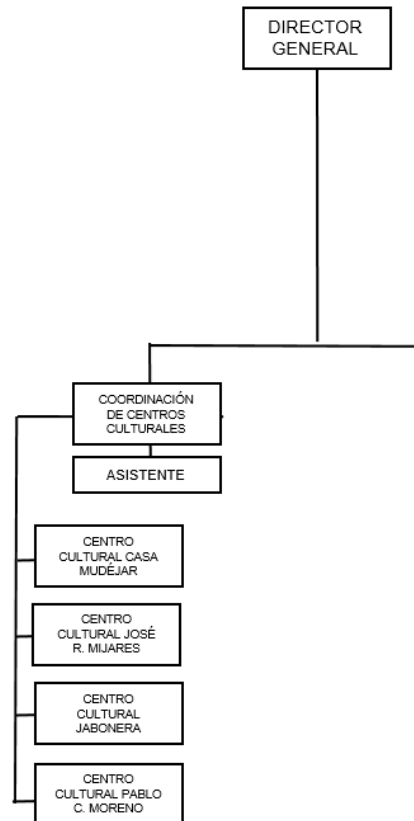 DIRECTOR
GENERAL
COORDINACIÓN
DE CENTROS
CULTURALES
ASISTENTE
CENTRO
CULTURAL CASA
MUDÉJAR
CENTRO
CULTURAL JOSÉ
R. MIJARES
CENTRO
CULTURAL
JABONERA
CENTRO
CULTURAL PABLO
C. MORENO